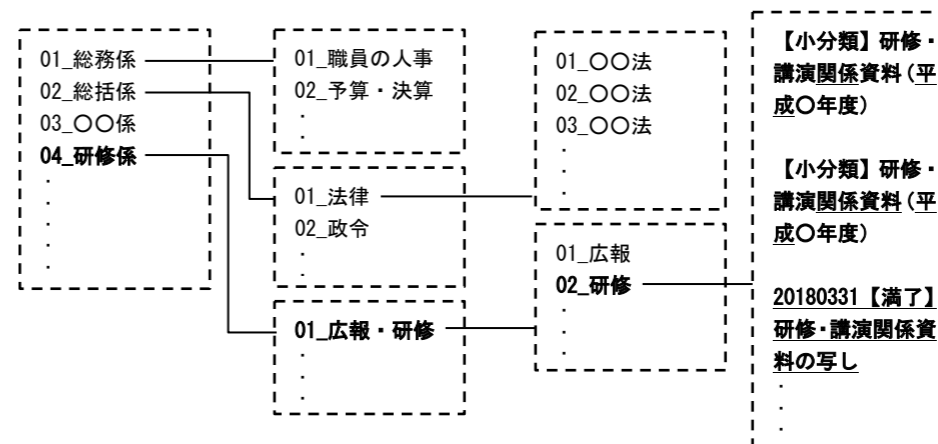 01_総務係
02_総括係
03_〇〇係
04_研修係
・
・
・
・
01_職員の人事
02_予算・決算
・
・
01_法律
02_政令
・
・
01_広報・研修
・
・
・
01_〇〇法
02_〇〇法
03_〇〇法
・
・
・
01_広報
02_研修
・
・
・
【小分類】研修・
講演関係資料(平
成〇年度)
【小分類】研修・
講演関係資料(平
成〇年度)
20180331【満了】
研修・講演関係資
料の写し
・
・
・